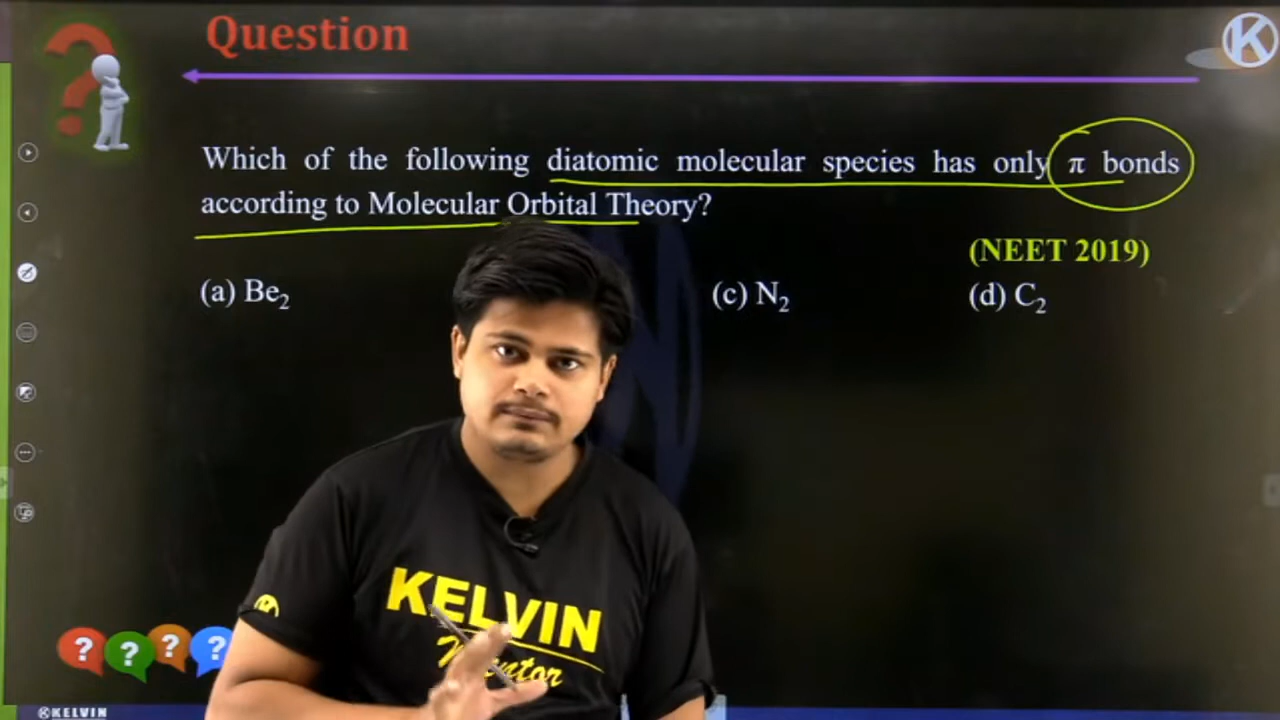 Question
Which of the following diatomic molecular species has only π bonds
according to Molecular Orbital Theory?
(NEET 2019)
(a) Be₂ (c) N₂ (d) C₂
KELVIN
Mentor
? ? ? ?
KELVIN